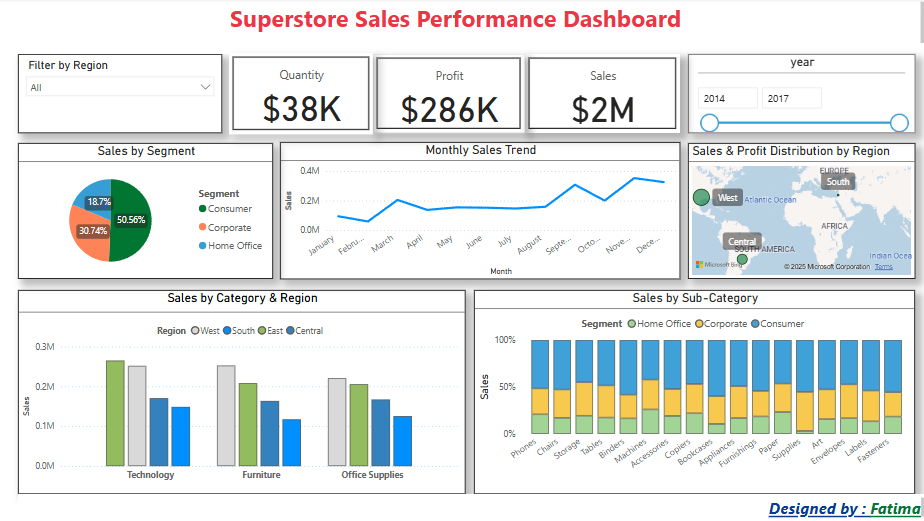 Superstore Sales Performance Dashboard
Filter by Region
All
Quantity
$38K
Profit
$286K
Sales
$2M
year
2014
2017
Sales by Segment
18.7%
50.56%
30.74%
Segment
Consumer
Corporate
Home Office
Monthly Sales Trend
Sales
0.4M
0.2M
0.0M
January
Febru...
March
April
May
June
July
August
Septe...
Octo...
Nove...
Dece...
Month
Sales & Profit Distribution by Region
EUROPE
South
West
Atlantic Ocean
AFRICA
Central
SOUTH AMERICA
Indian Ocea
Microsoft Bing
© 2025 Microsoft Corporation Terms
Sales by Category & Region
Region West South East Central
Sales
0.3M
0.2M
0.1M
0.0M
Technology
Furniture
Office Supplies
Sales by Sub-Category
Segment Home Office Corporate Consumer
Sales
100%
50%
0%
Phones
Chairs
Storage
Tables
Binders
Machines
Accessories
Copiers
Bookcases
Appliances
Furnishings
Paper
Supplies
Art
Envelopes
Labels
Fasteners
Designed by : Fatima